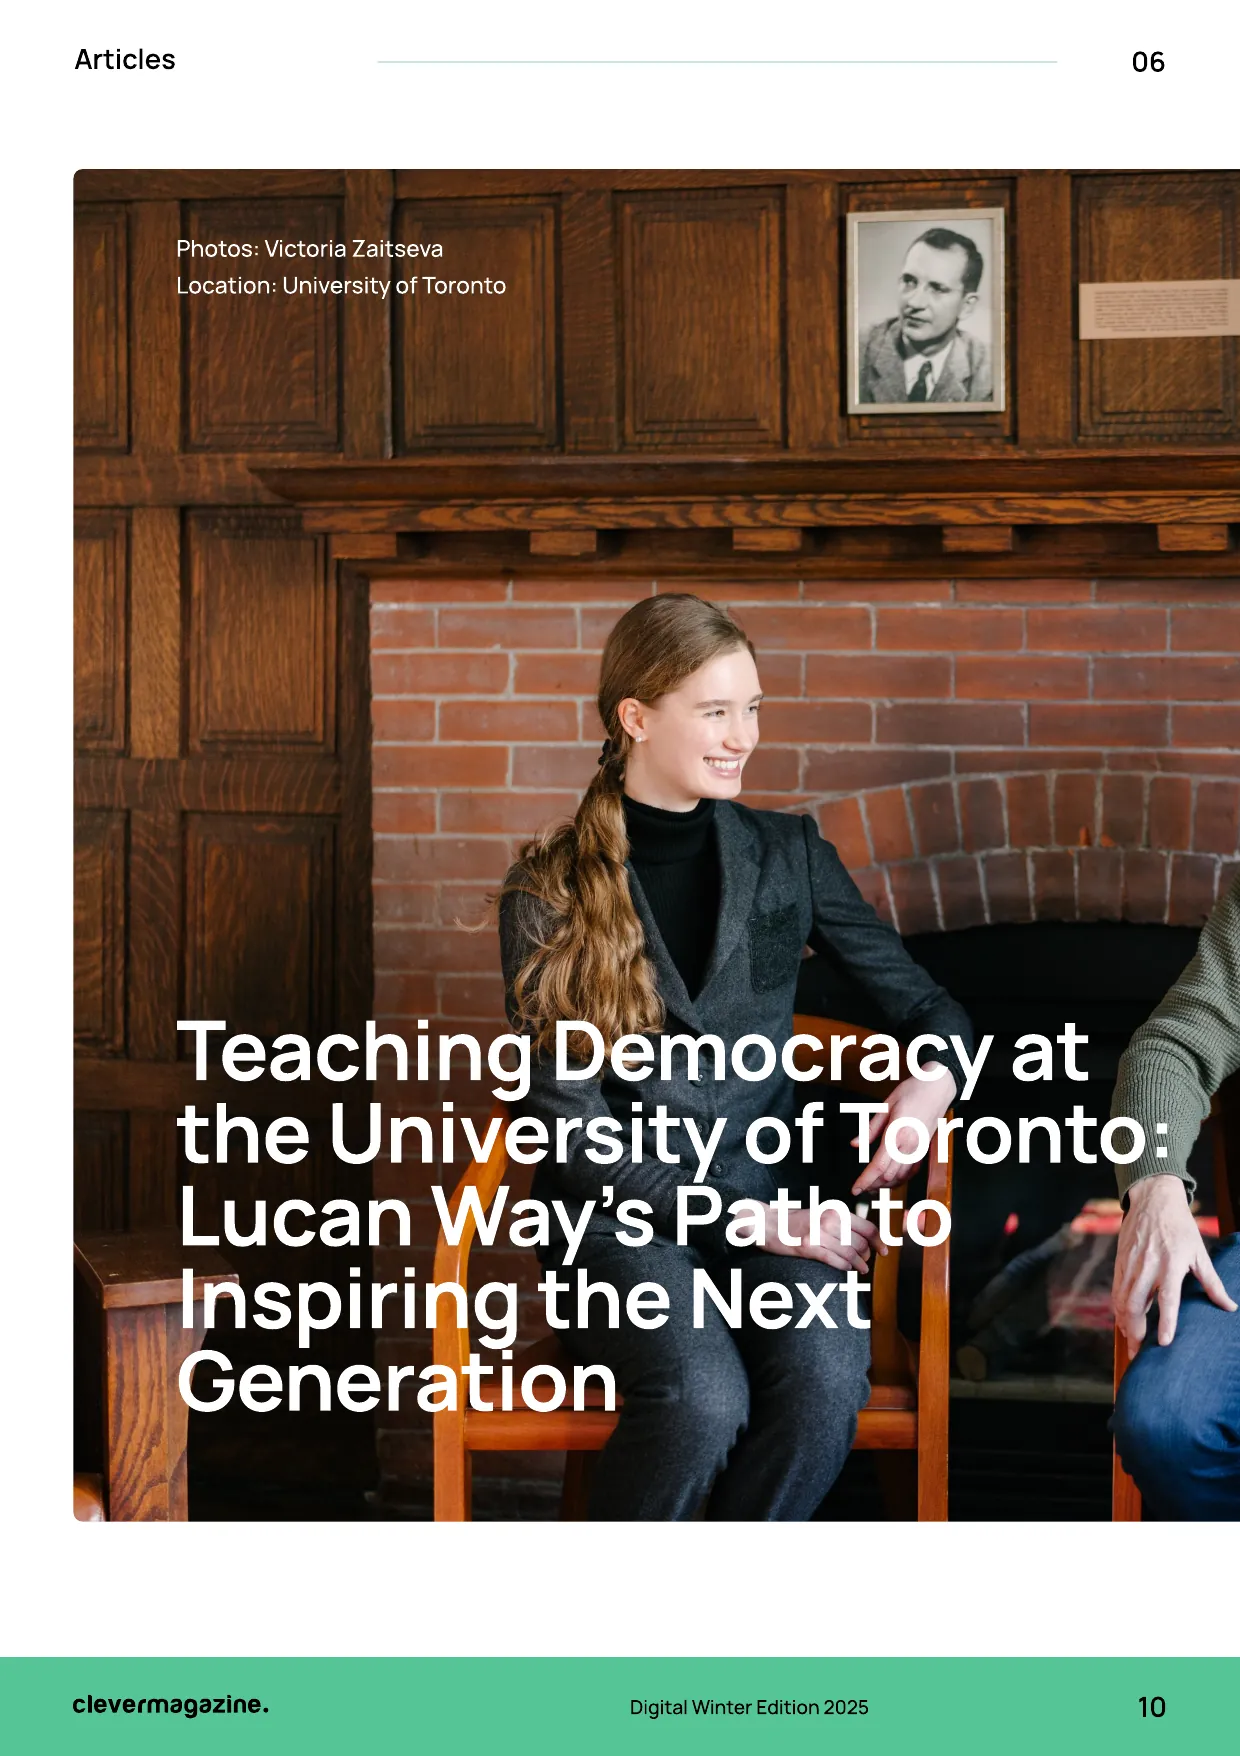 Articles
06
Photos: Victoria Zaitseva
Location: University of Toronto
Teaching Democracy at
the University of Toronto:
Lucan Way’s Path to
Inspiring the Next
Generation
clevermagazine.
Digital Winter Edition 2025
10